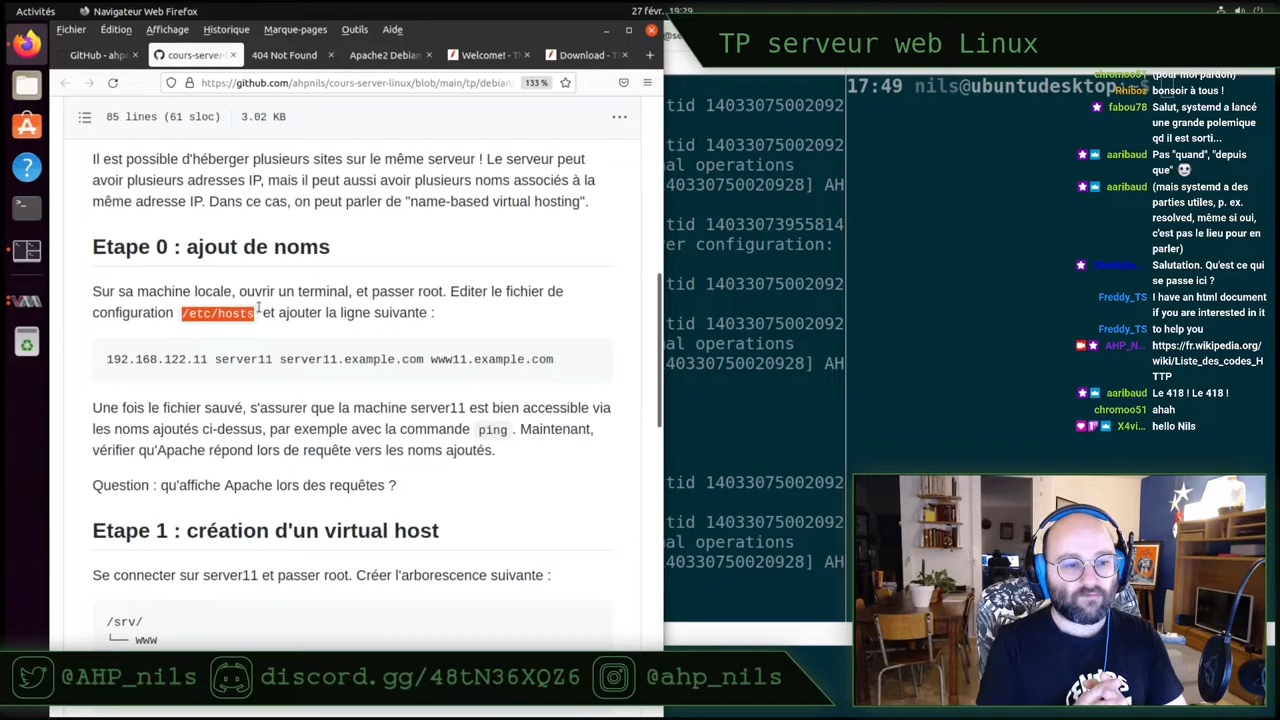 Activités
Navigateur Web Firefox
27 févr. 19:29
Fichier Édition Affichage Historique Marque-pages Outils Aide
GitHub - ahp
cours-server-
404 Not Found
Apache2 Debian
Welcome! - Th
Download - T
https://github.com/ahpnils/cours-server-linux/blob/main/tp/debian/
133 %
85 lines (61 sloc)
3.02 KB
Il est possible d'héberger plusieurs sites sur le même serveur ! Le serveur peut
avoir plusieurs adresses IP, mais il peut aussi avoir plusieurs noms associés à la
même adresse IP. Dans ce cas, on peut parler de "name-based virtual hosting".
Etape 0 : ajout de noms
Sur sa machine locale, ouvrir un terminal, et passer root. Editer le fichier de
configuration /etc/hosts et ajouter la ligne suivante :
192.168.122.11 server11 server11.example.com www11.example.com
Une fois le fichier sauvé, s'assurer que la machine server11 est bien accessible via
les noms ajoutés ci-dessus, par exemple avec la commande ping. Maintenant,
vérifier qu'Apache répond lors de requête vers les noms ajoutés.
Question : qu'affiche Apache lors des requêtes ?
Etape 1 : création d'un virtual host
Se connecter sur server11 et passer root. Créer l'arborescence suivante :
/srv/
└── www
tid 14033075002092
tid 14033075002092
al operations
40330750020928] AH
tid 14033073955814
er configuration:
tid 14033075002092
tid 14033075002092
al operations
40330750020928] AH
tid 14033075002092
tid 14033075002092
al operations
40330750020928] AH
TP serveur web Linux
17:49 nils@ubuntudesktop
chromoo51 (pour moi pardon)
bonsoir à tous !
fabou78 Salut, systemd a lancé
une grande polemique
qd il est sorti...
aaribaud Pas "quand", "depuis
que"
aaribaud (mais systemd a des
parties utiles, p. ex.
resolved, même si oui,
c'est pas le lieu pour en
parler)
Salutation. Qu'est ce qui
se passe ici ?
Freddy_TS I have an html document
if you are interested in it
Freddy_TS to help you
AHP_N... https://fr.wikipedia.org/
wiki/Liste_des_codes_H
TTP
aaribaud Le 418 ! Le 418 !
chromoo51 ahah
X4vi... hello Nils
@AHP_nils
discord.gg/48tN36XQZ6
@ahp_nils